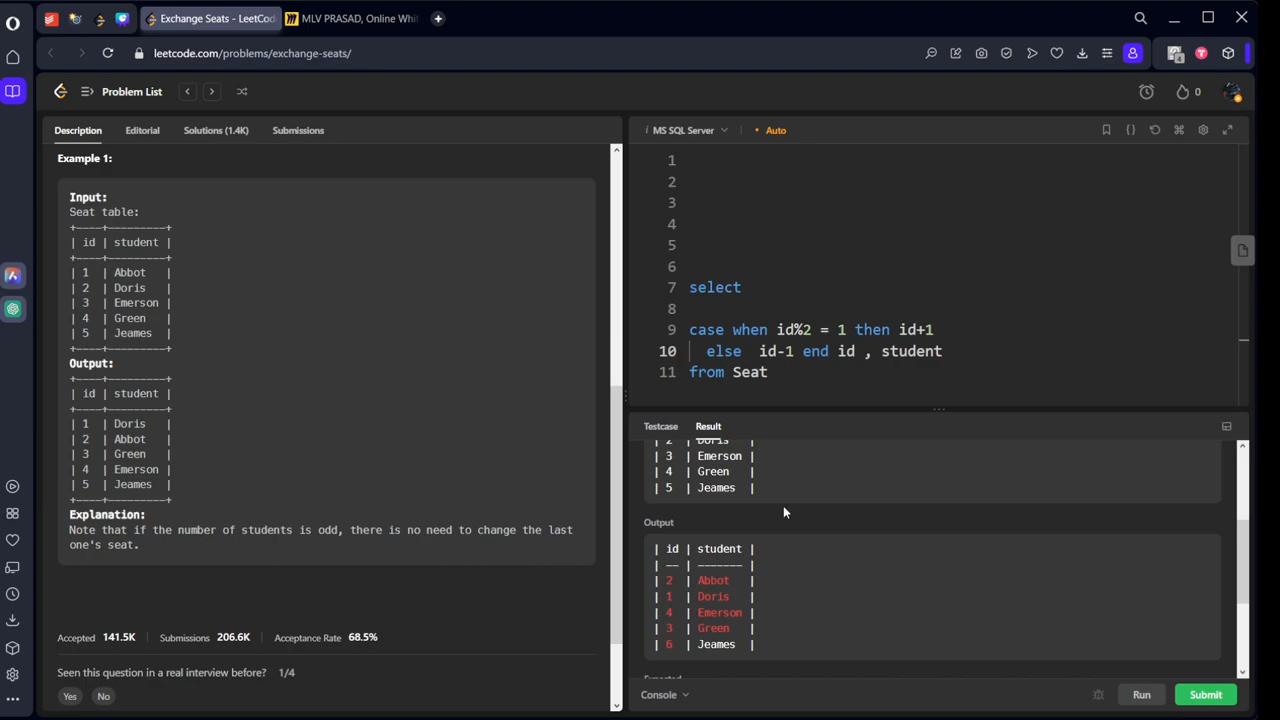 Exchange Seats - LeetCode
MLV PRASAD, Online Whit
leetcode.com/problems/exchange-seats/
4
Problem List
0
Description
Editorial
Solutions (1.4K)
Submissions
Example 1:
Input:
Seat table:
+----+---------+
| id | student |
+----+---------+
| 1 | Abbot |
| 2 | Doris |
| 3 | Emerson |
| 4 | Green |
| 5 | Jeames |
+----+---------+
Output:
+----+---------+
| id | student |
+----+---------+
| 1 | Doris |
| 2 | Abbot |
| 3 | Green |
| 4 | Emerson |
| 5 | Jeames |
+----+---------+
Explanation:
Note that if the number of students is odd, there is no need to change the last
one's seat.
Accepted 141.5K | Submissions 206.6K | Acceptance Rate 68.5%
Seen this question in a real interview before? 1/4
Yes
No
i MS SQL Server
• Auto
{}
1
2
3
4
5
6
7 select
8
9 case when id%2 = 1 then id+1
10 else id-1 end id , student
11 from Seat
Testcase
Result
| 2 | Doris |
| 3 | Emerson |
| 4 | Green |
| 5 | Jeames |
Output
| id | student |
| -- | ------- |
| 2 | Abbot |
| 1 | Doris |
| 4 | Emerson |
| 3 | Green |
| 6 | Jeames |
Expected
Console
Run
Submit